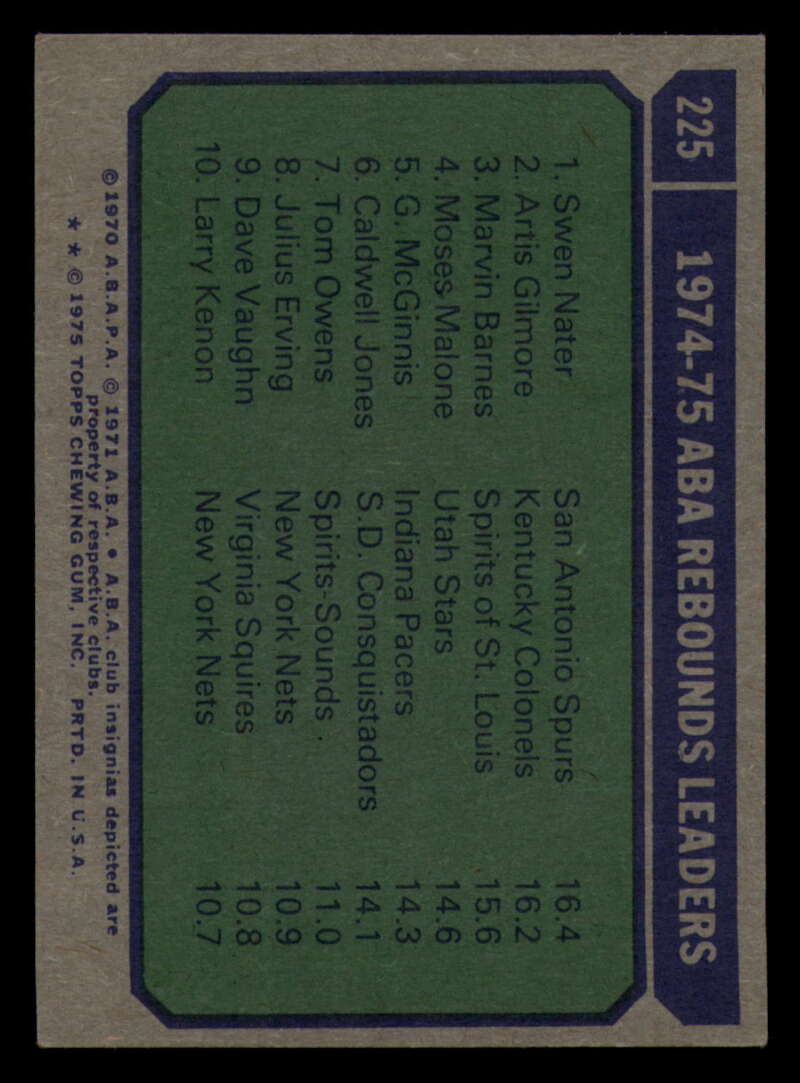 225 1974-75 ABA REBOUNDS LEADERS
1. Swen Nater San Antonio Spurs 16.4
2. Artis Gilmore Kentucky Colonels 16.2
3. Marvin Barnes Spirits of St. Louis 15.6
4. Moses Malone Utah Stars 14.6
5. G. McGinnis Indiana Pacers 14.3
6. Caldwell Jones S.D. Consquistadors 14.1
7. Tom Owens Spirits-Sounds 11.0
8. Julius Erving New York Nets 10.9
9. Dave Vaughn Virginia Squires 10.8
10. Larry Kenon New York Nets 10.7
© 1970 A.B.A.P.A. © 1971 A.B.A. • A.B.A. club insignias depicted are
property of respective clubs.
★ ★ © 1975 TOPPS CHEWING GUM, INC. PRTD. IN U.S.A.